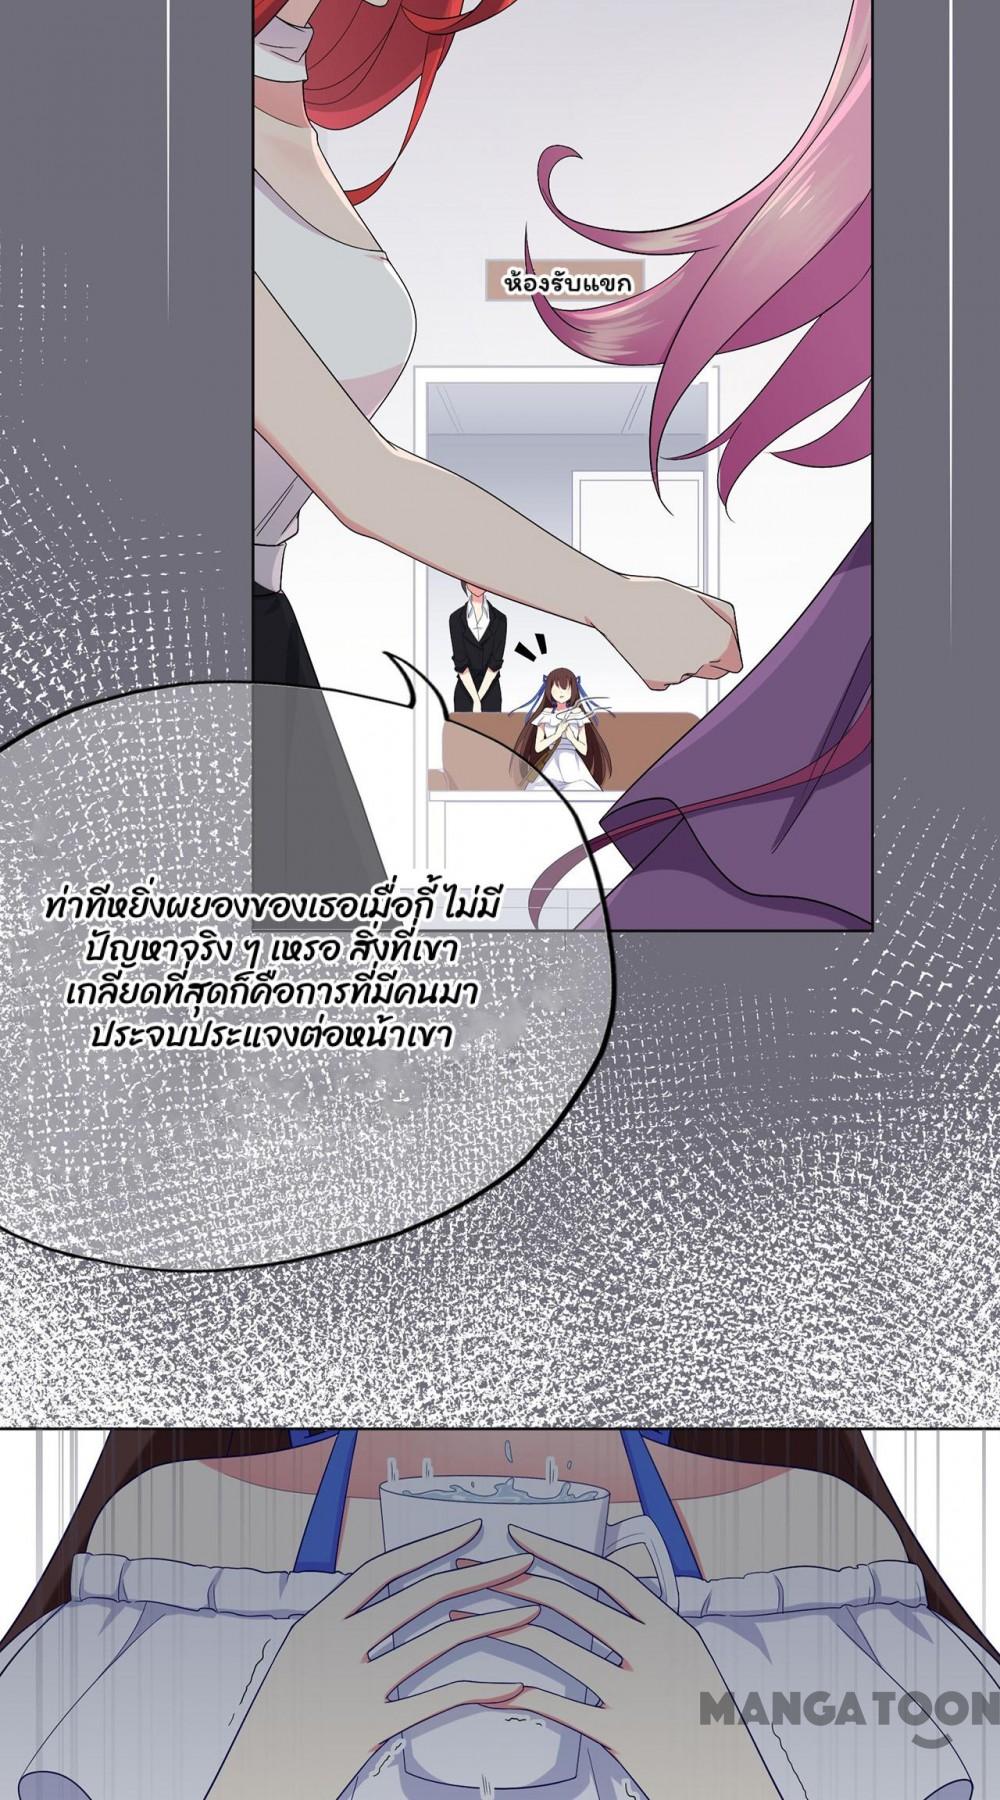 ห้องรับแขก
ท่าทีหยิ่งผยองของเธอเมื่อกี้ ไม่มี
ปัญหาจริง ๆ เหรอ สิ่งที่เขา
เกลียดที่สุดก็คือการที่มีคนมา
ประจบประแจงต่อหน้าเขา
MANGATOON